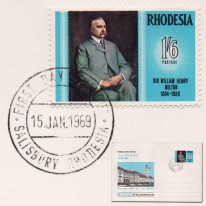 RHODESIA
1/6
POSTAGE
SIR WILLIAM HENRY
MILTON
1854-1930
FIRST DAY
15.JAN.1969
SALISBURY RHODESIA